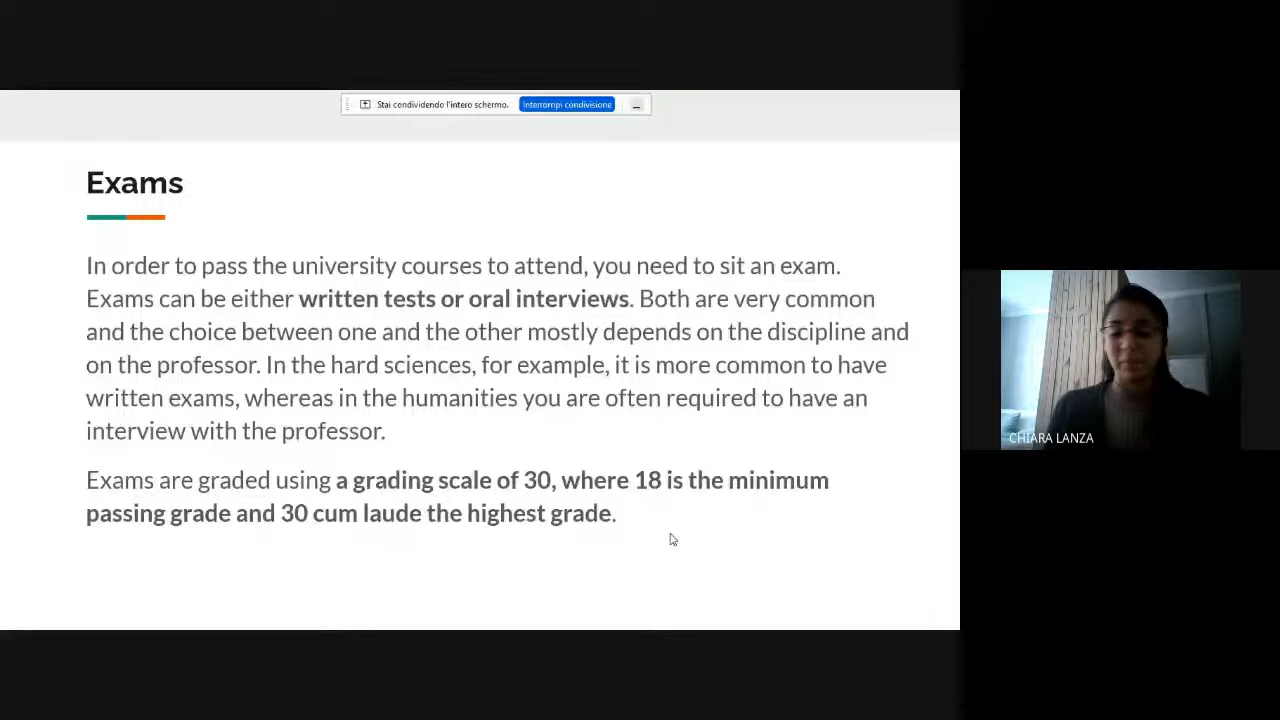 Stai condividendo l'intero schermo. Interrompi condivisione
Exams
In order to pass the university courses to attend, you need to sit an exam.
Exams can be either written tests or oral interviews. Both are very common
and the choice between one and the other mostly depends on the discipline and
on the professor. In the hard sciences, for example, it is more common to have
written exams, whereas in the humanities you are often required to have an
interview with the professor.
Exams are graded using a grading scale of 30, where 18 is the minimum
passing grade and 30 cum laude the highest grade.
CHIARA LANZA